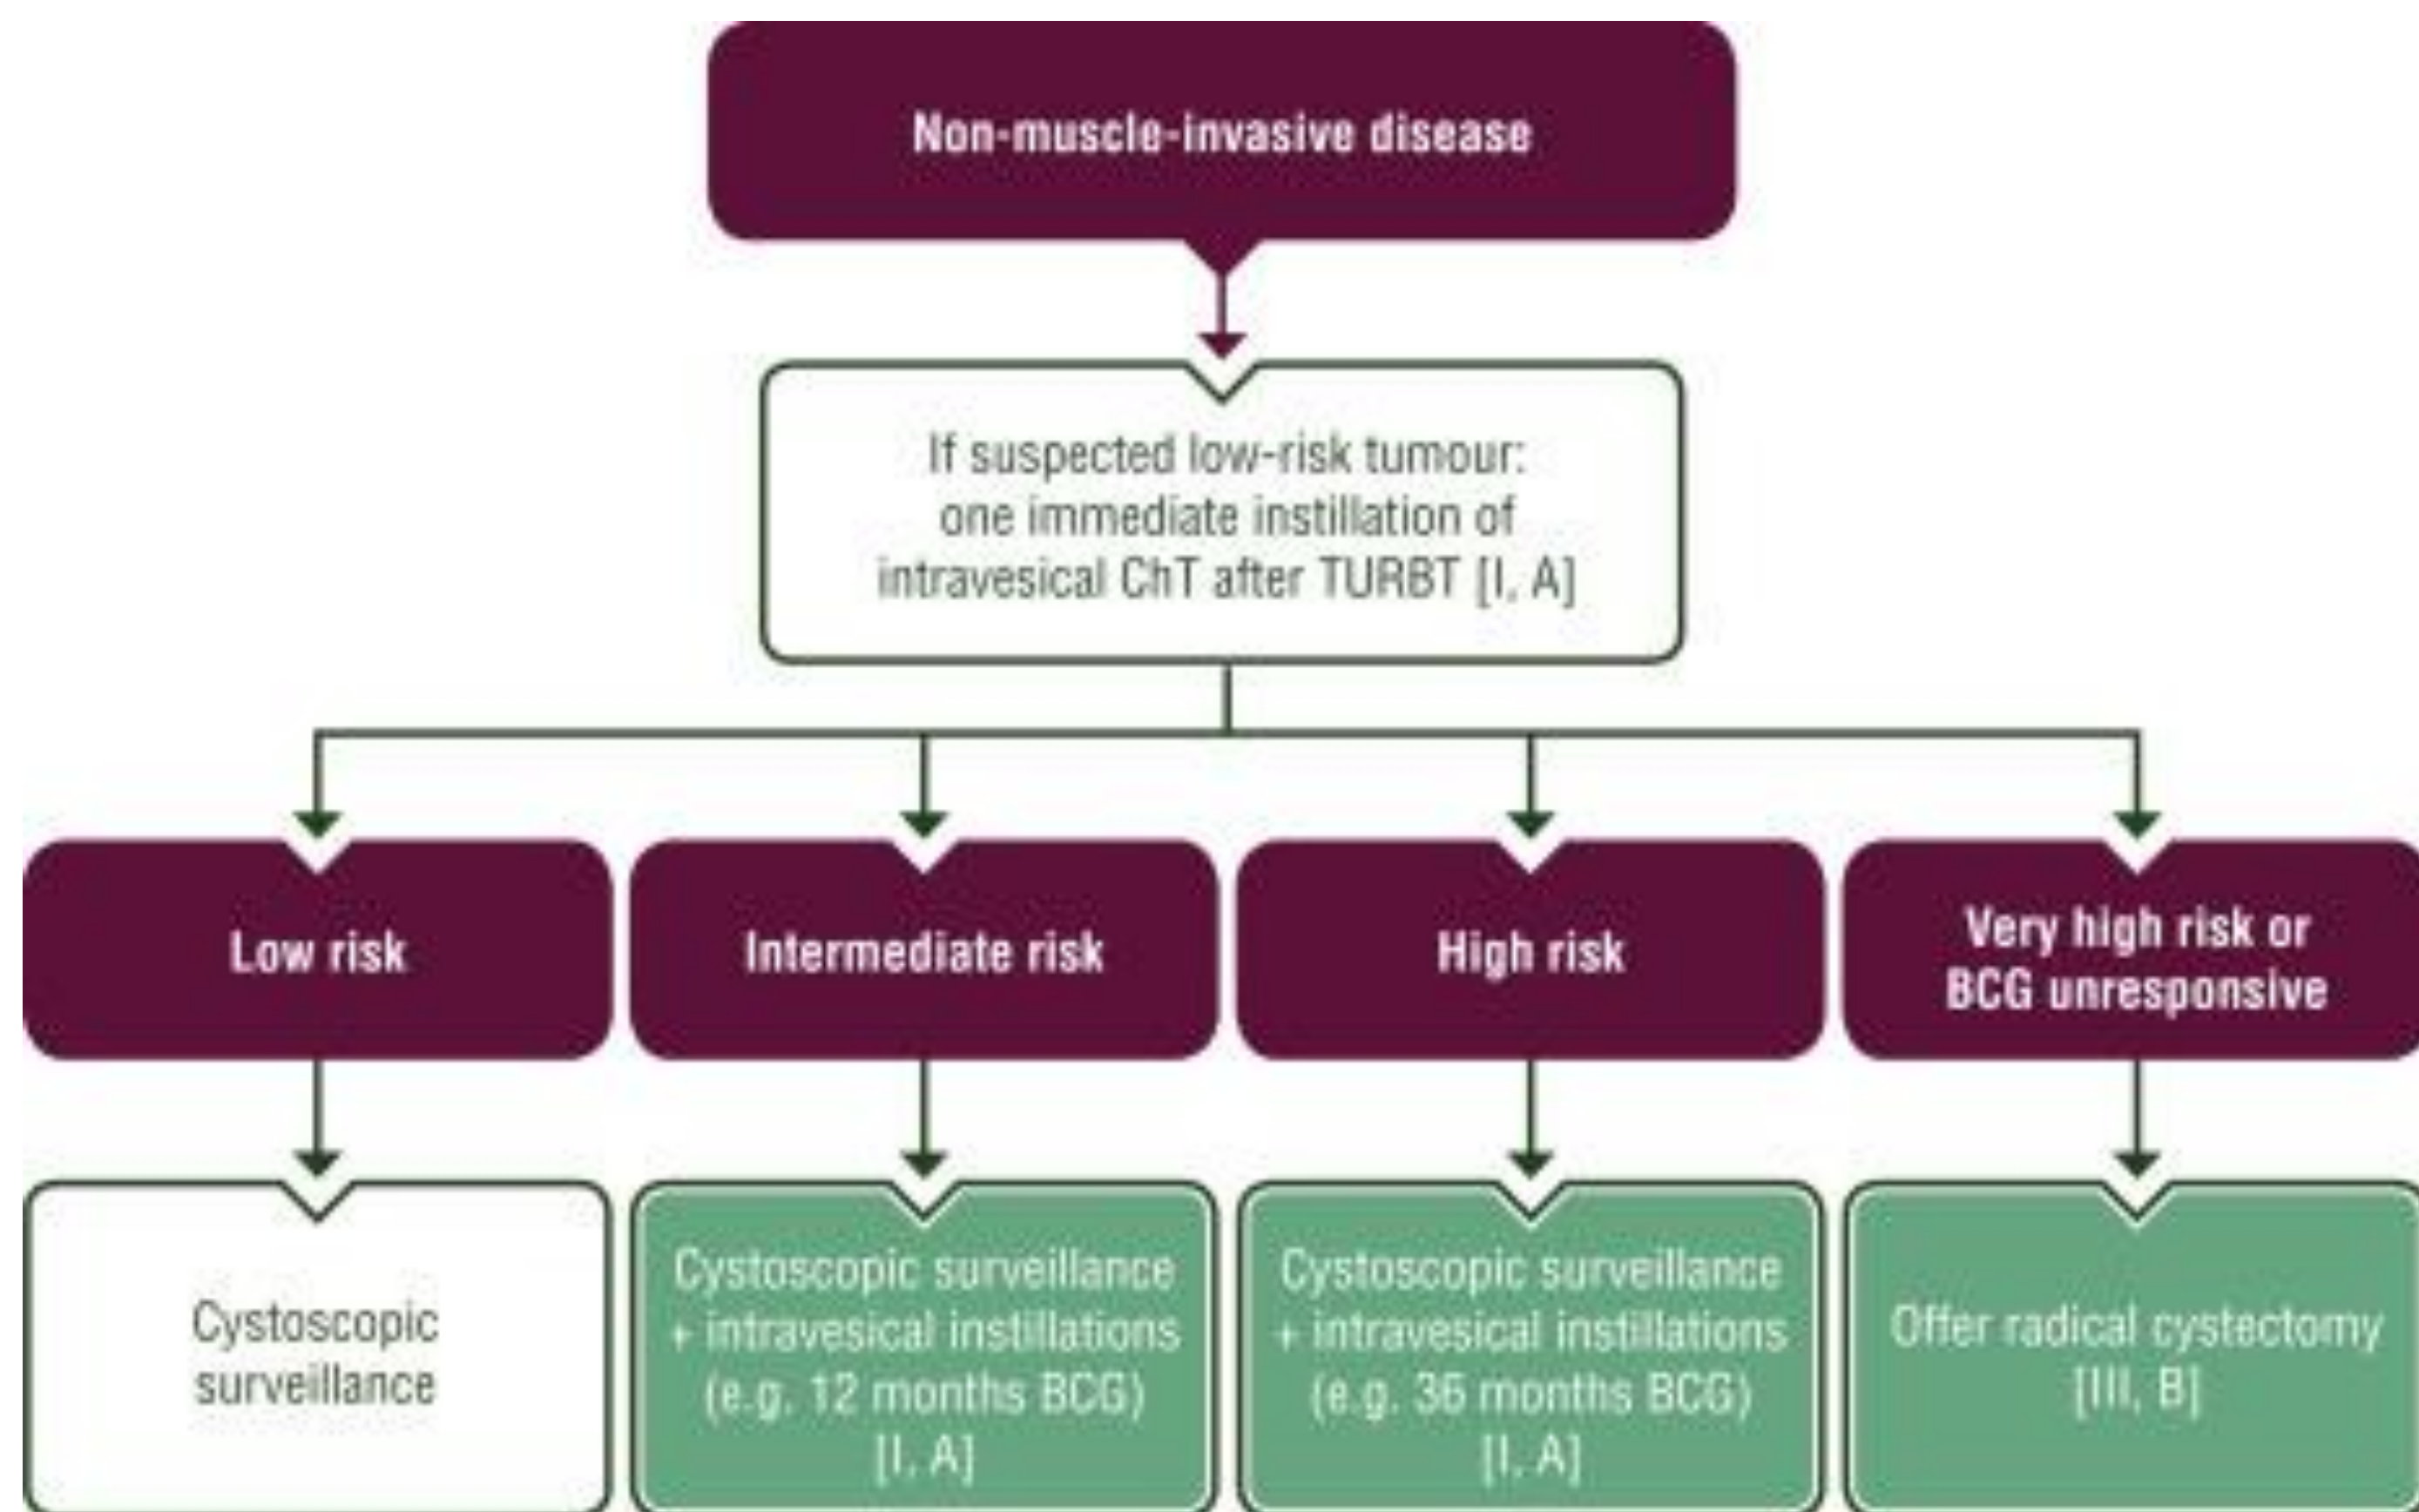 Non-muscle-invasive disease
If suspected low-risk tumour:
one immediate instillation of
intravesical ChT after TURBT [I, A]
Low risk
Intermediate risk
High risk
Very high risk or
BCG unresponsive
Cystoscopic
surveillance
Cystoscopic surveillance
+ intravesical instillations
(e.g. 12 months BCG)
[I, A]
Cystoscopic surveillance
+ intravesical instillations
(e.g. 36 months BCG)
[I, A]
Offer radical cystectomy
[III, B]